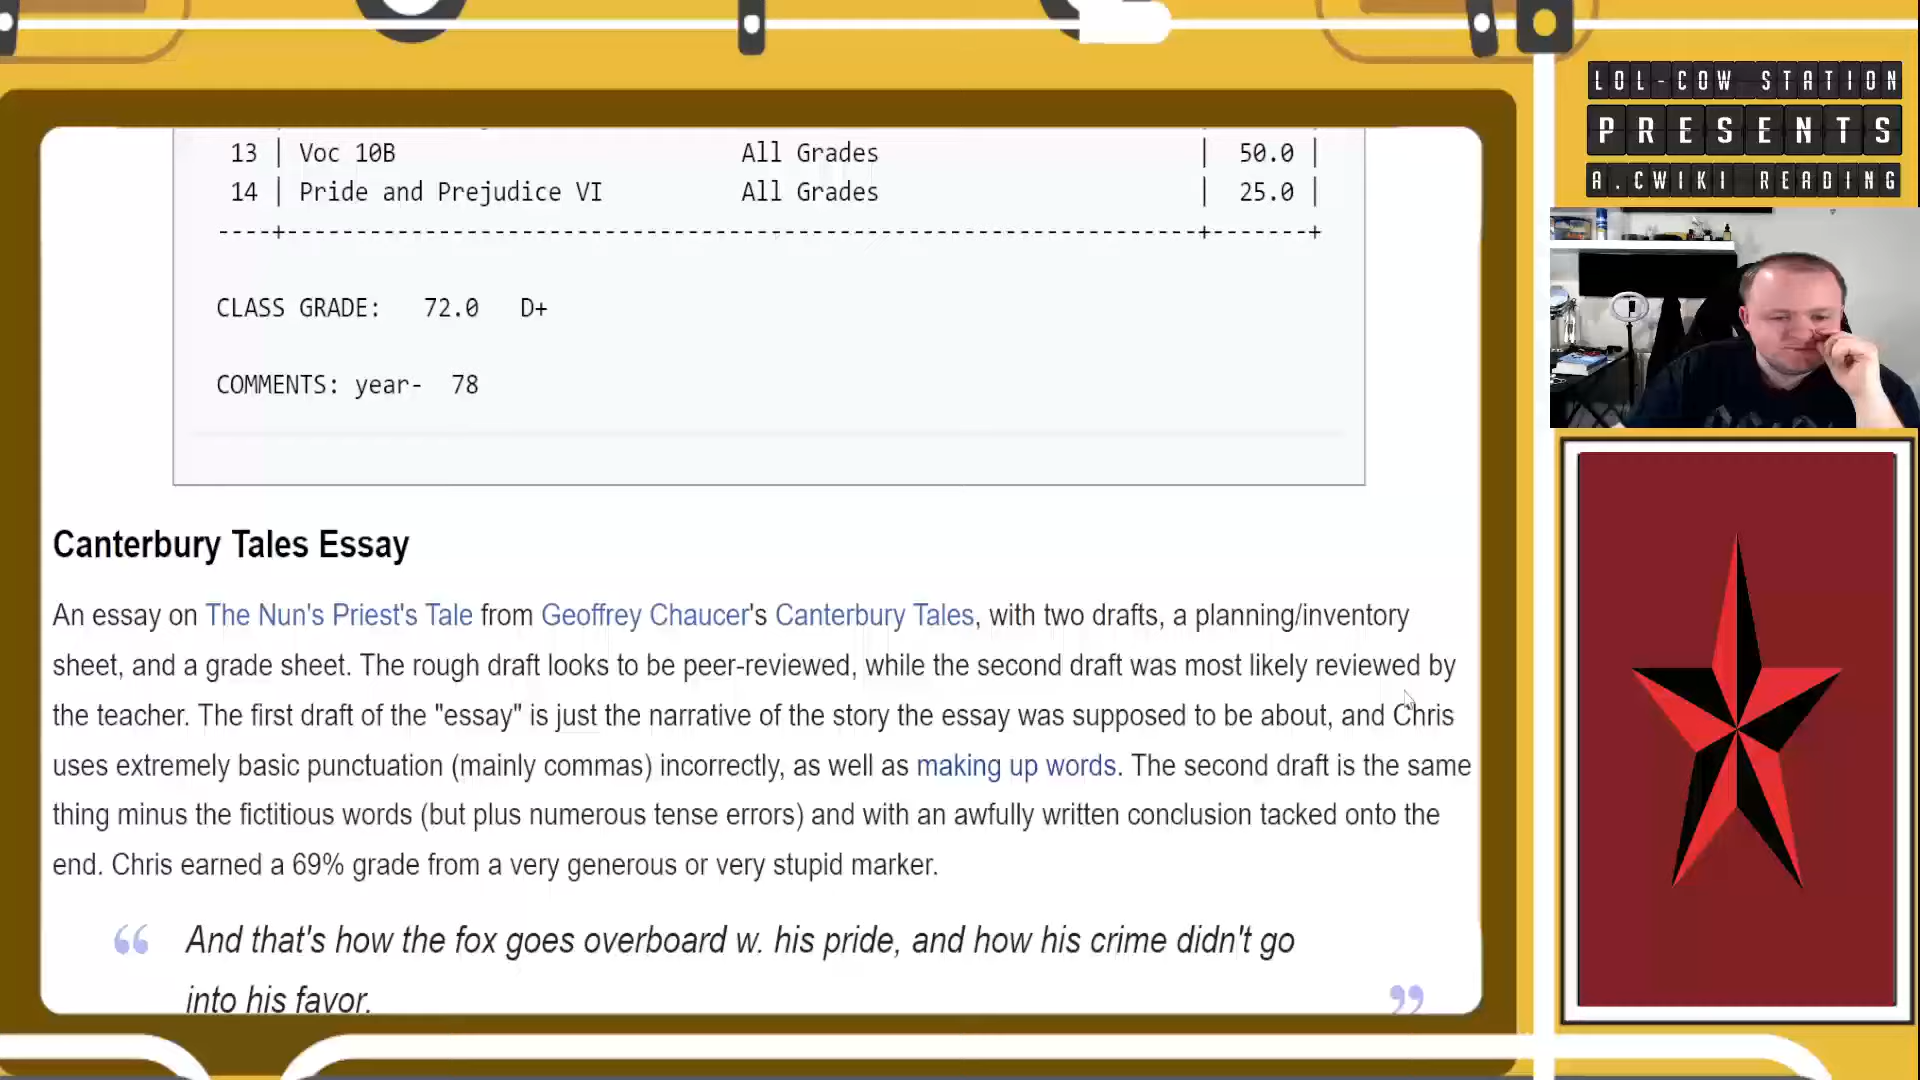 LOL-COW STATION
PRESENTS
A.CWIKI READING
13 | Voc 10B All Grades | 50.0 |
14 | Pride and Prejudice VI All Grades | 25.0 |
----+-------------------------------------------------------------------+-------+
CLASS GRADE: 72.0 D+
COMMENTS: year- 78
Canterbury Tales Essay
An essay on The Nun's Priest's Tale from Geoffrey Chaucer's Canterbury Tales, with two drafts, a planning/inventory
sheet, and a grade sheet. The rough draft looks to be peer-reviewed, while the second draft was most likely reviewed by
the teacher. The first draft of the "essay" is just the narrative of the story the essay was supposed to be about, and Chris
uses extremely basic punctuation (mainly commas) incorrectly, as well as making up words. The second draft is the same
thing minus the fictitious words (but plus numerous tense errors) and with an awfully written conclusion tacked onto the
end. Chris earned a 69% grade from a very generous or very stupid marker.
“ And that's how the fox goes overboard w. his pride, and how his crime didn't go
into his favor. ”